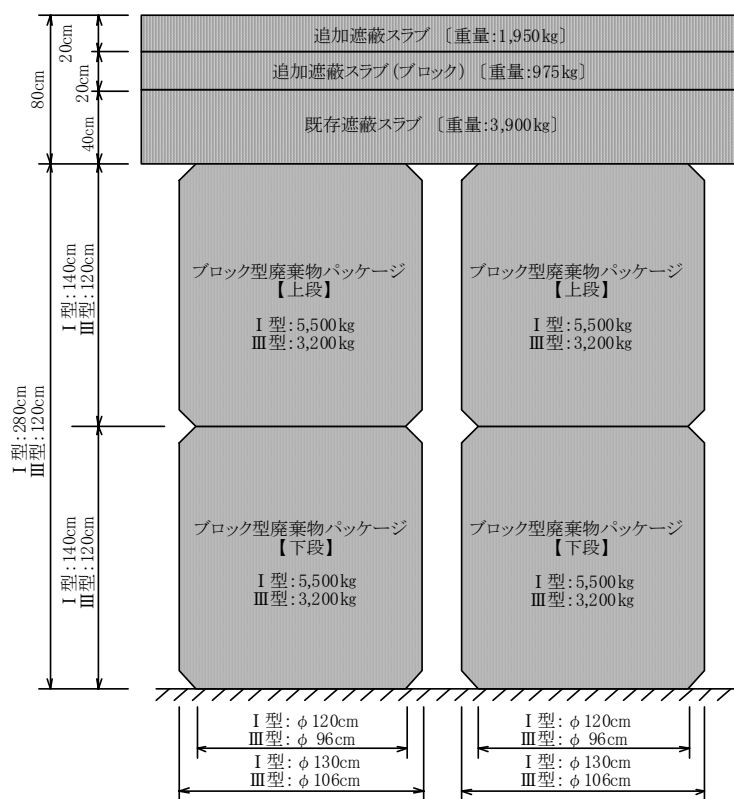 追加遮蔽スラブ 〔重量:1,950kg〕
追加遮蔽スラブ(ブロック) 〔重量:975kg〕
既存遮蔽スラブ 〔重量:3,900kg〕
20cm
20cm
40cm
80cm
ブロック型廃棄物パッケージ
【上段】
Ⅰ型:5,500kg
Ⅲ型:3,200kg
ブロック型廃棄物パッケージ
【上段】
Ⅰ型:5,500kg
Ⅲ型:3,200kg
Ⅰ型:140cm
Ⅲ型:120cm
Ⅰ型:280cm
Ⅲ型:120cm
ブロック型廃棄物パッケージ
【下段】
Ⅰ型:5,500kg
Ⅲ型:3,200kg
ブロック型廃棄物パッケージ
【下段】
Ⅰ型:5,500kg
Ⅲ型:3,200kg
Ⅰ型:140cm
Ⅲ型:120cm
Ⅰ型:φ120cm
Ⅲ型:φ 96cm
Ⅰ型:φ130cm
Ⅲ型:φ106cm
Ⅰ型:φ120cm
Ⅲ型:φ 96cm
Ⅰ型:φ130cm
Ⅲ型:φ106cm